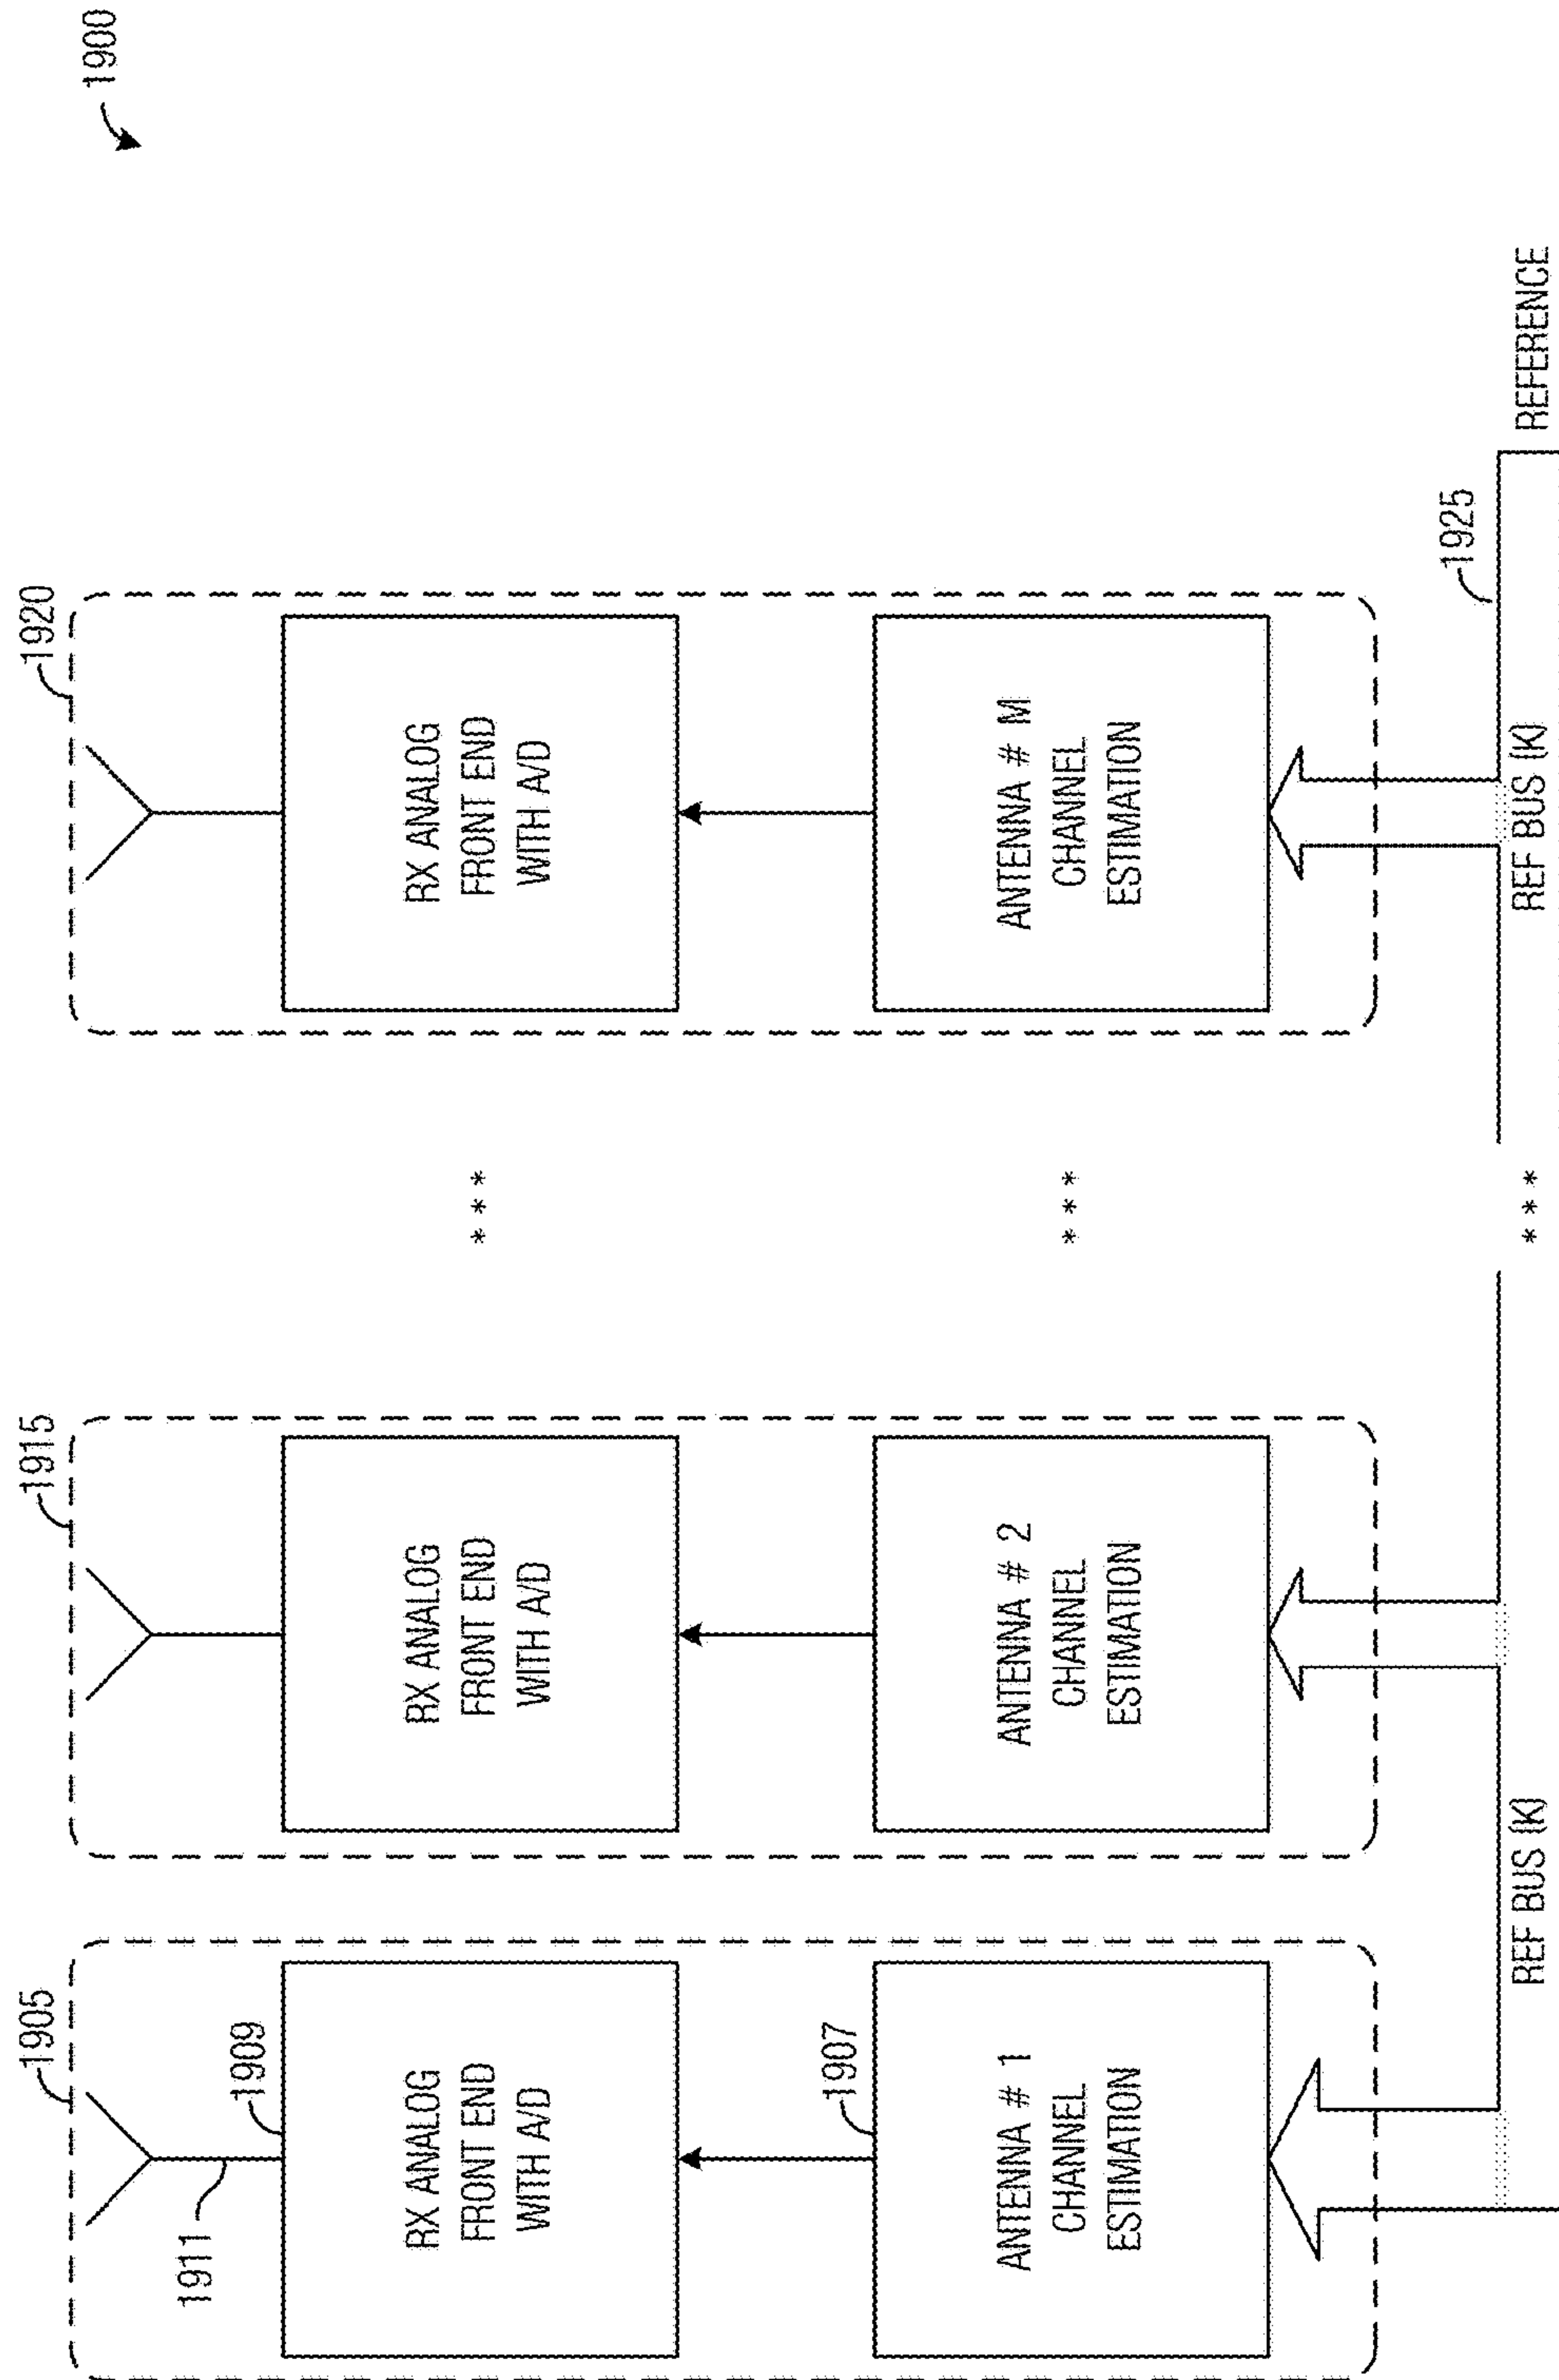 1900
1905
1915
1920
1911
1909
RX ANALOG
FRONT END
WITH A/D
RX ANALOG
FRONT END
WITH A/D
* * *
RX ANALOG
FRONT END
WITH A/D
1907
ANTENNA # 1
CHANNEL
ESTIMATION
ANTENNA # 2
CHANNEL
ESTIMATION
* * *
ANTENNA # M
CHANNEL
ESTIMATION
1925
REF BUS (K)
* * *
REF BUS (K)
REFERENCE